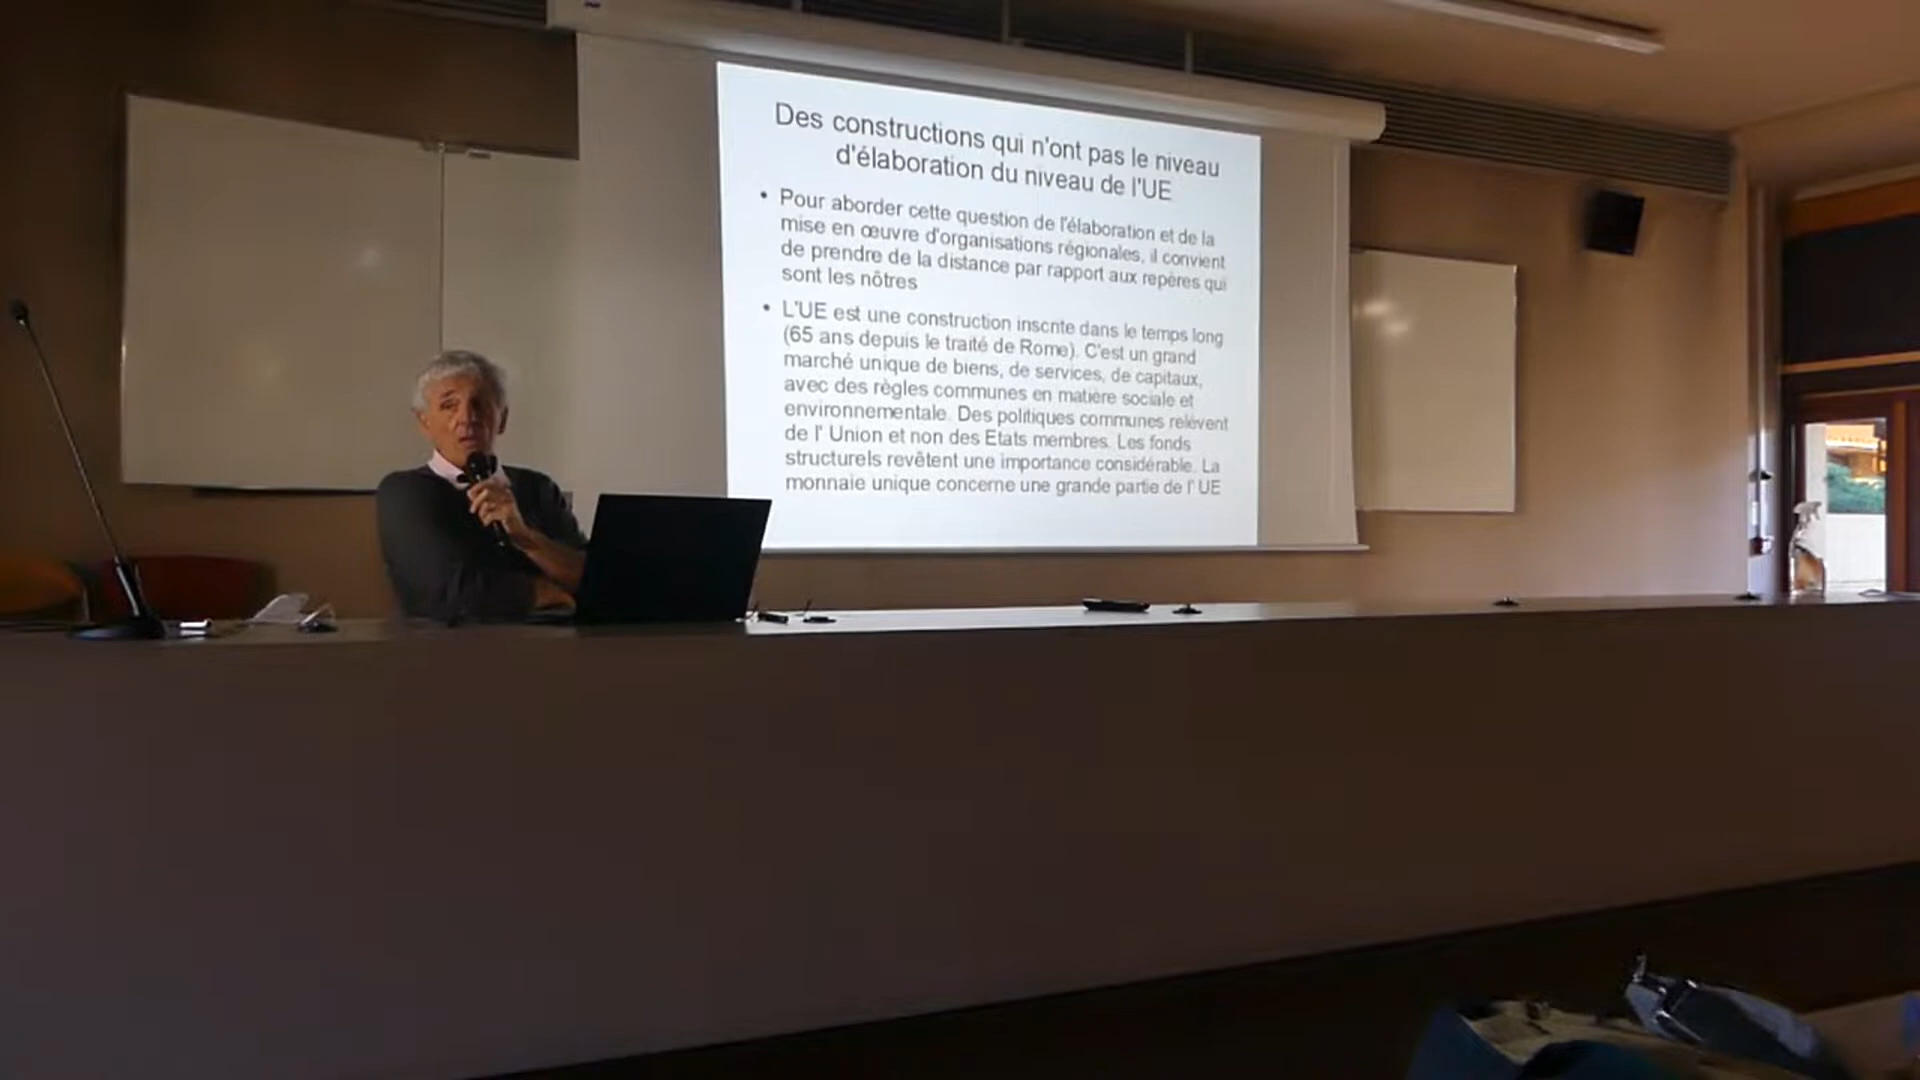 Des constructions qui n'ont pas le niveau
d'élaboration du niveau de l'UE
• Pour aborder cette question de l'élaboration et de la
mise en œuvre d'organisations régionales, il convient
de prendre de la distance par rapport aux repères qui
sont les nôtres
• L'UE est une construction inscrite dans le temps long
(65 ans depuis le traité de Rome). C'est un grand
marché unique de biens, de services, de capitaux,
avec des règles communes en matière sociale et
environnementale. Des politiques communes relèvent
de l' Union et non des Etats membres. Les fonds
structurels revêtent une importance considérable. La
monnaie unique concerne une grande partie de l' UE